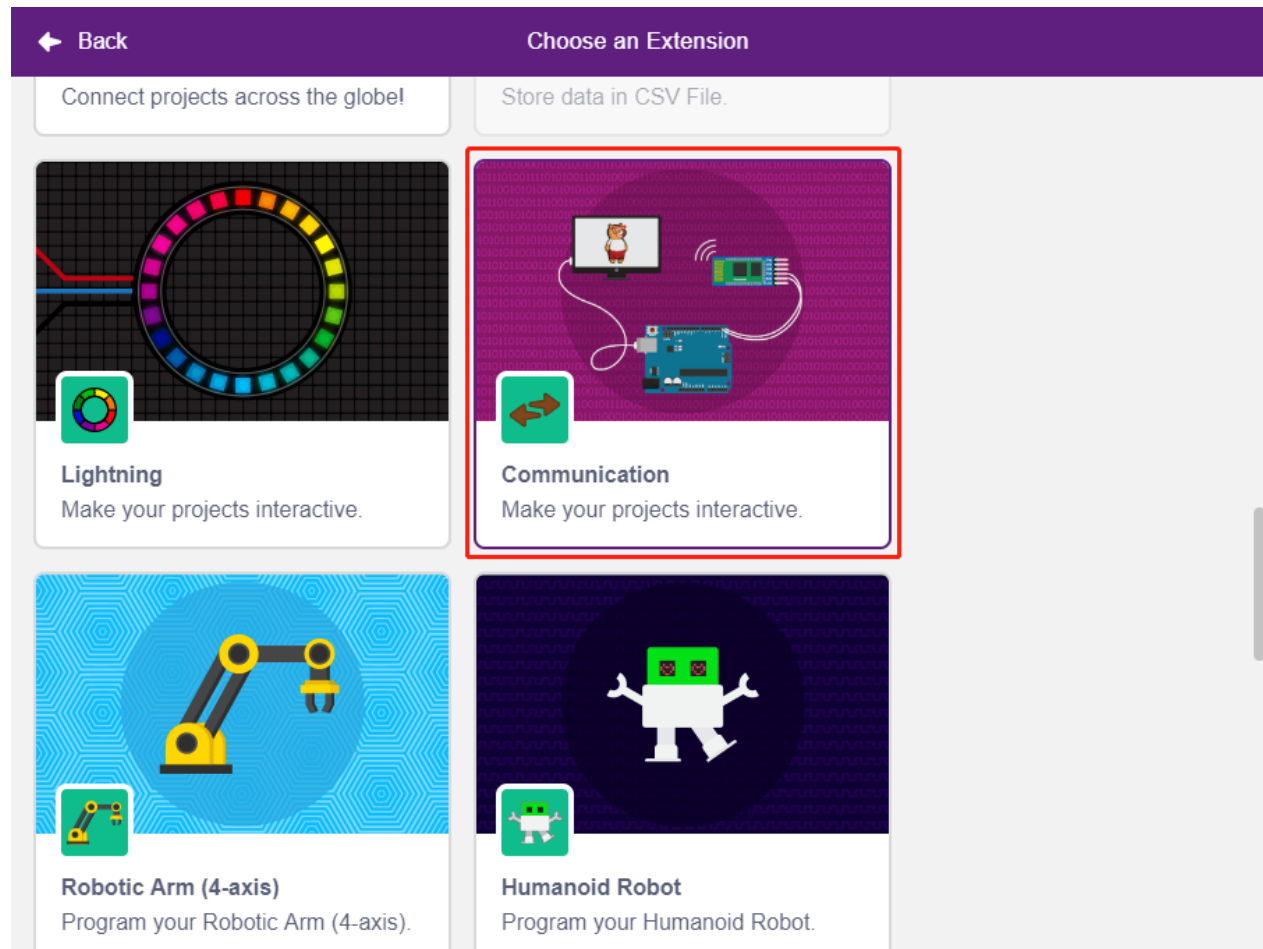 Back
Choose an Extension
Connect projects across the globe!
Store data in CSV File.
Lightning
Make your projects interactive.
Communication
Make your projects interactive.
Robotic Arm (4-axis)
Program your Robotic Arm (4-axis).
Humanoid Robot
Program your Humanoid Robot.